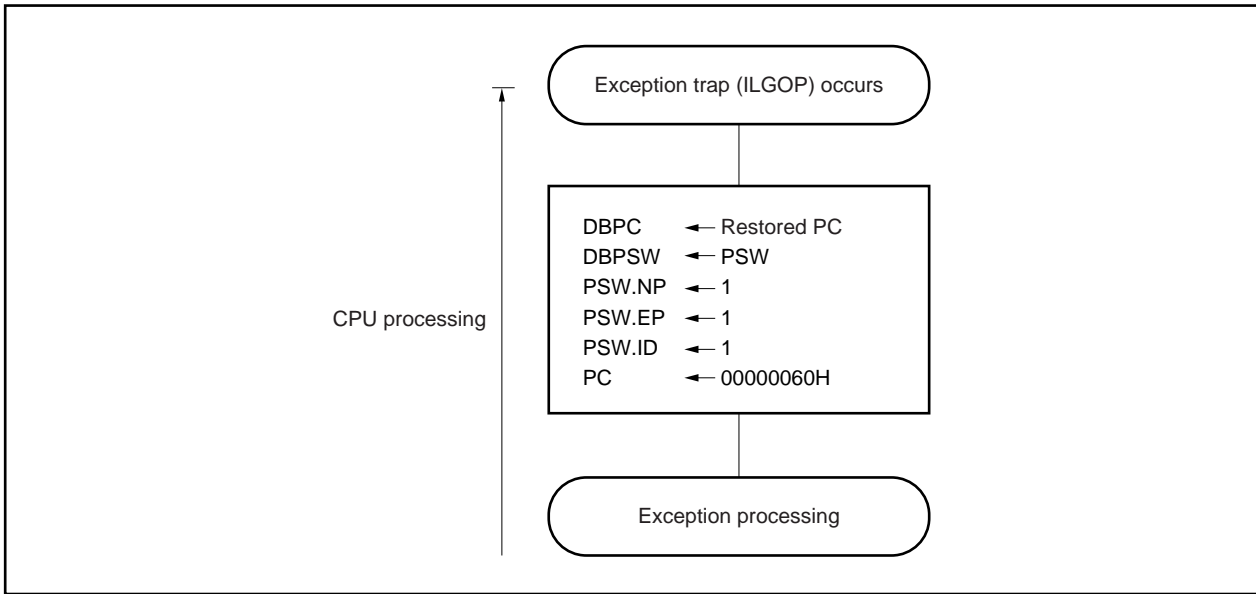 Exception trap (ILGOP) occurs
DBPC ← Restored PC
DBPSW ← PSW
PSW.NP ← 1
PSW.EP ← 1
PSW.ID ← 1
PC ← 00000060H
CPU processing
Exception processing